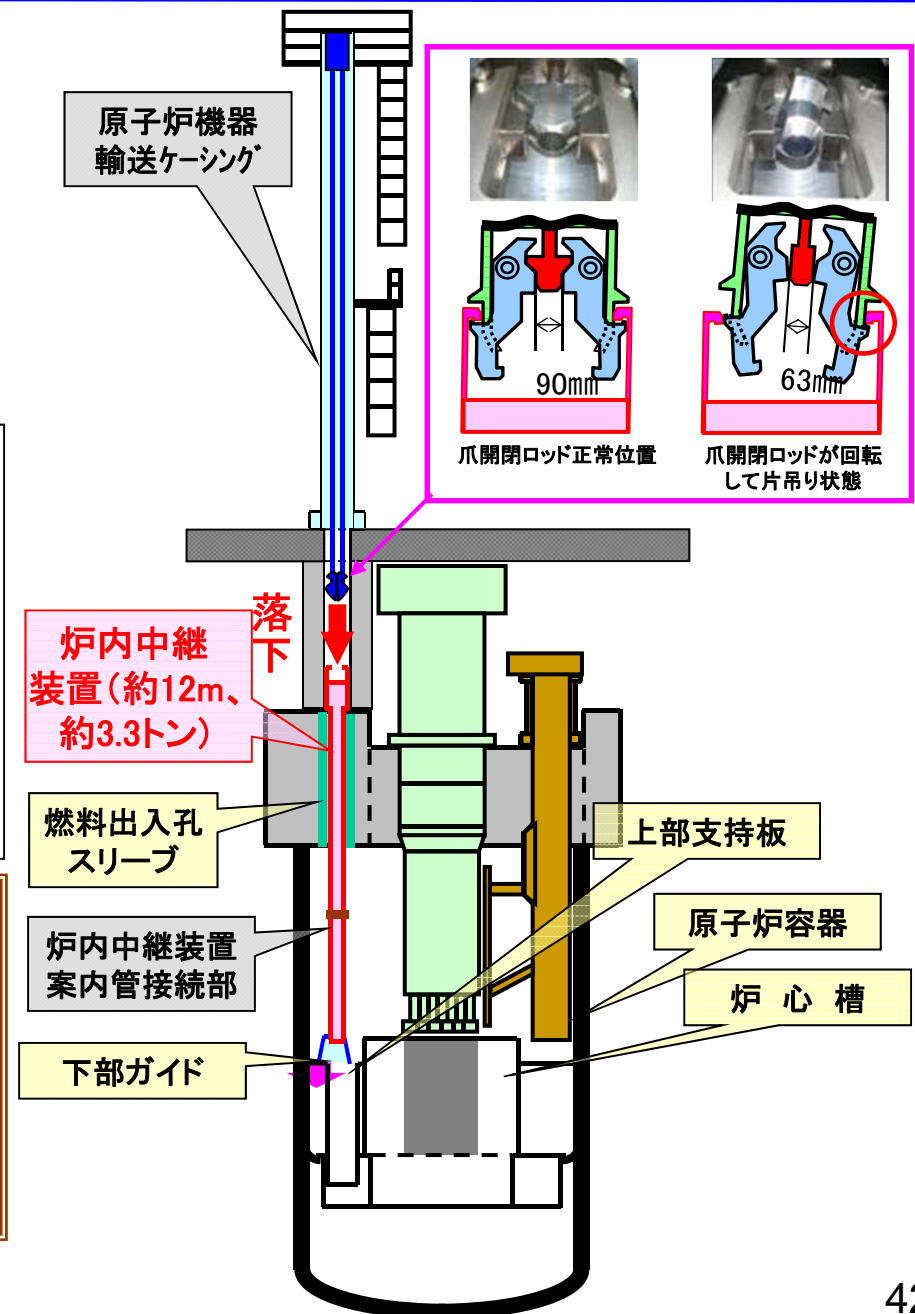 原子炉機器
輸送ケーシング
90mm
63mm
爪開閉ロッド正常位置
爪開閉ロッドが回転
して片吊り状態
落
下
炉内中継
装置(約12m、
約3.3トン)
燃料出入孔
スリーブ
上部支持板
原子炉容器
炉内中継装置
案内管接続部
炉 心 槽
下部ガイド
42